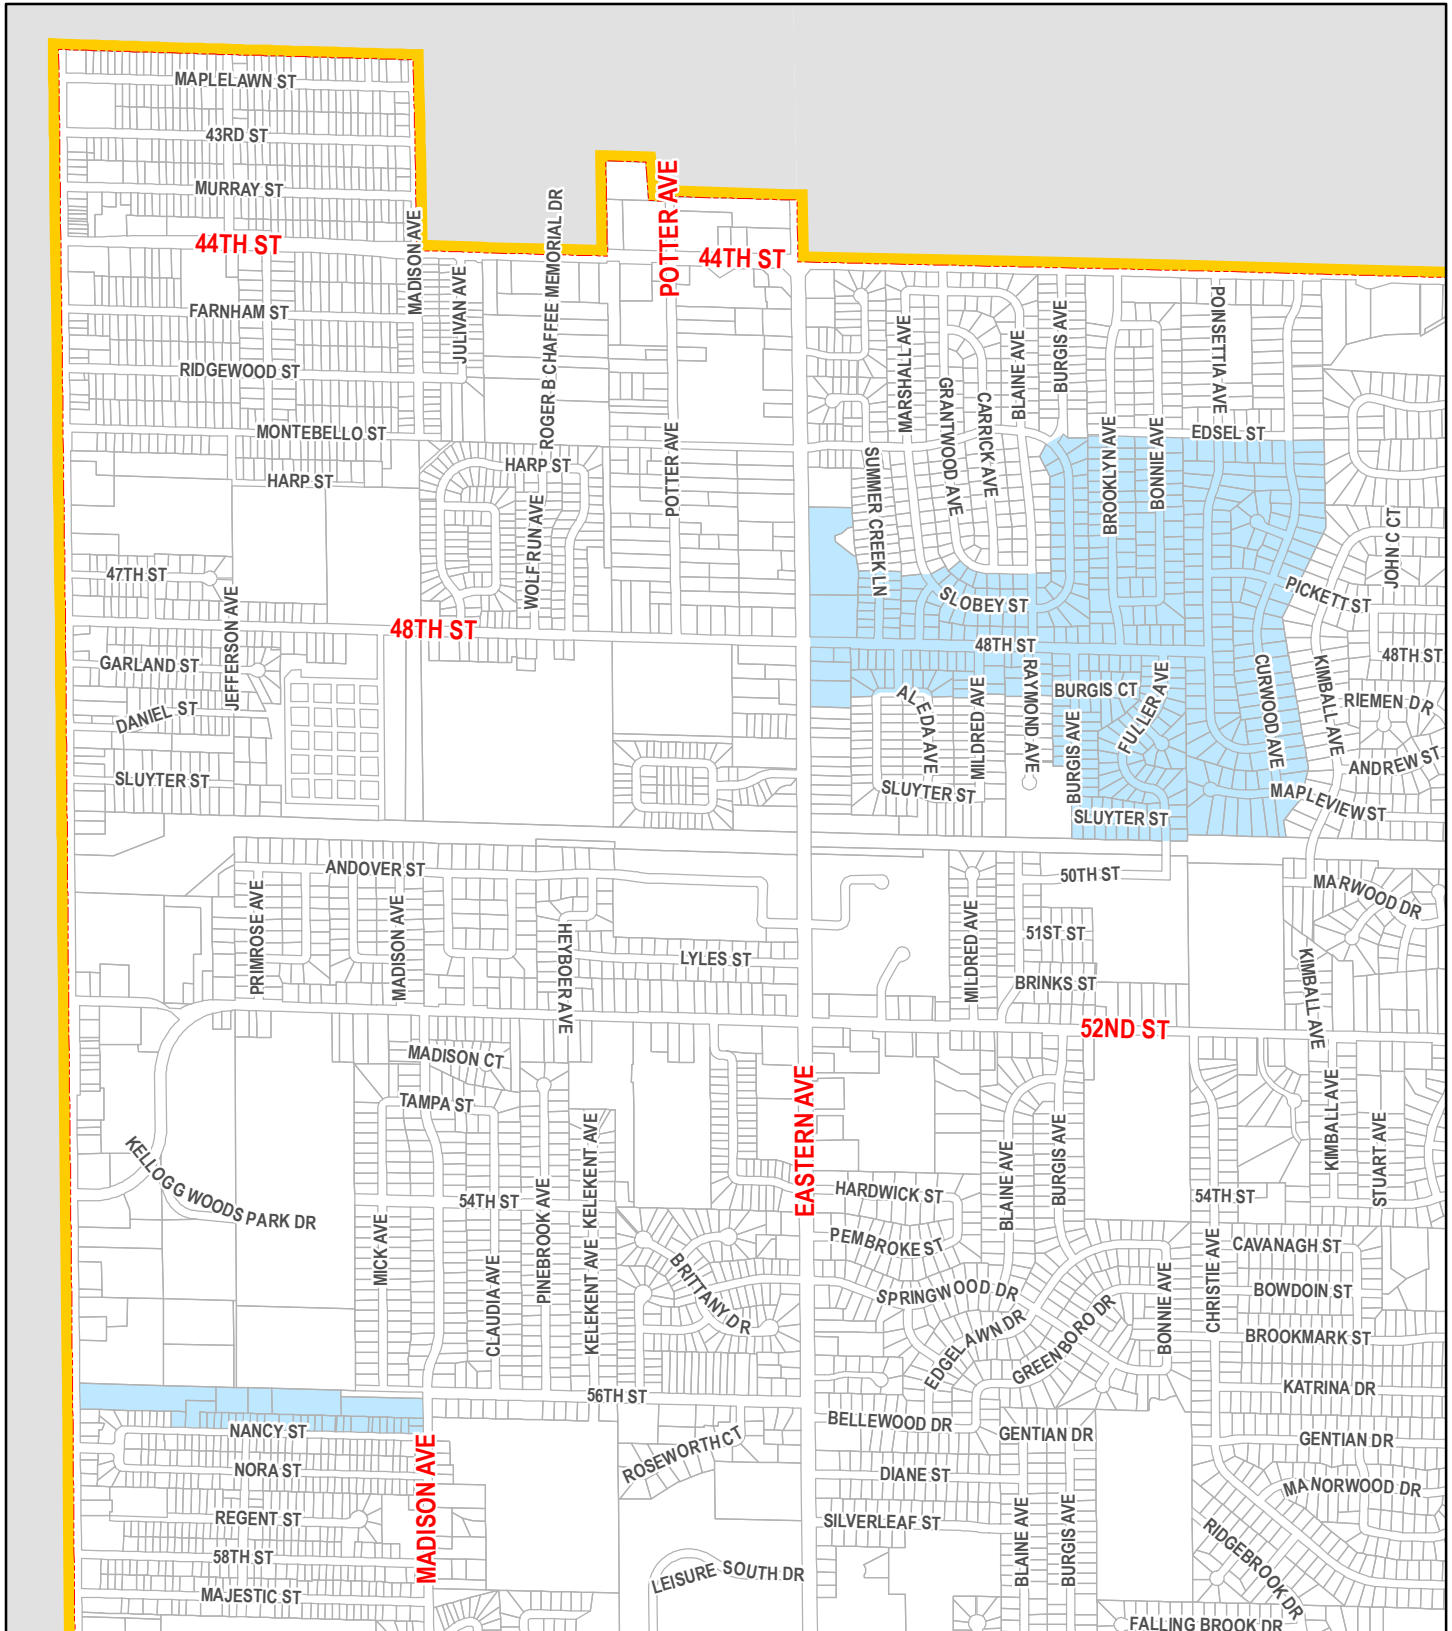 MAPLELAWN ST
43RD ST
MURRAY ST
44TH ST
MADISON AVE
ROGER B CHAFFEE MEMORIAL DR
POTTER AVE
44TH ST
FARNHAM ST
JULIVAN AVE
RIDGEWOOD ST
MONTEBELLO ST
HARP ST
HARP ST
WOLF RUN AVE
POTTER AVE
MARSHALL AVE
GRANTWOOD AVE
CARRICK AVE
BLAINE AVE
BURGIS AVE
POINSETTIA AVE
EDSEL ST
BROOKLYN AVE
BONNIE AVE
SUMMER CREEK LN
SLOBEY ST
JOHN C CT
PICKETT ST
47TH ST
JEFFERSON AVE
48TH ST
48TH ST
48TH ST
GARLAND ST
DANIEL ST
SLUYTER ST
ALEDA AVE
MILDRED AVE
RAYMOND AVE
BURGIS CT
BURGIS AVE
FULLER AVE
CURWOOD AVE
KIMBALL AVE
RIEMEN DR
ANDREW ST
MAPLEVIEW ST
SLUYTER ST
SLUYTER ST
ANDOVER ST
50TH ST
MARWOOD DR
PRIMROSE AVE
MADISON AVE
HEYBOER AVE
LYLES ST
MILDRED AVE
51ST ST
BRINKS ST
KIMBALL AVE
52ND ST
MADISON CT
TAMPA ST
EASTERN AVE
KELLOGG WOODS PARK DR
MICK AVE
54TH ST
CLAUDIA AVE
PINEBROOK AVE
KELEKENT AVE
KELEKENT AVE
BRITTANY DR
HARDWICK ST
PEMBROKE ST
SPRINGWOOD DR
EDGELAWN DR
GREENBORO DR
BLAINE AVE
BURGIS AVE
BONNIE AVE
CHRISTIE AVE
KIMBALL AVE
STUART AVE
54TH ST
CAVANAGH ST
BOWDOIN ST
BROOKMARK ST
KATRINA DR
56TH ST
NANCY ST
NORA ST
REGENT ST
58TH ST
MAJESTIC ST
MADISON AVE
ROSEWORTH CT
LEISURE SOUTH DR
BELLEWOOD DR
DIANE ST
SILVERLEAF ST
GENTIAN DR
BLAINE AVE
BURGIS AVE
GENTIAN DR
MANORWOOD DR
RIDGEBROOK DR
FALLING BROOK DR